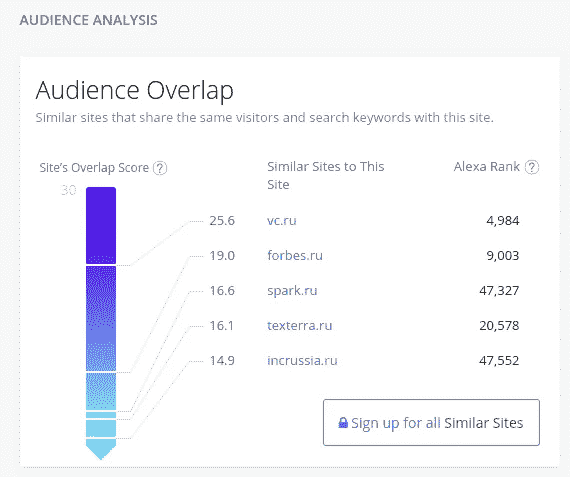 AUDIENCE ANALYSIS
Audience Overlap
Similar sites that share the same visitors and search keywords with this site.
Site's Overlap Score ?
Similar Sites to This
Site
Alexa Rank ?
30
25.6 vc.ru 4,984
19.0 forbes.ru 9,003
16.6 spark.ru 47,327
16.1 texterra.ru 20,578
14.9 incrussia.ru 47,552
Sign up for all Similar Sites